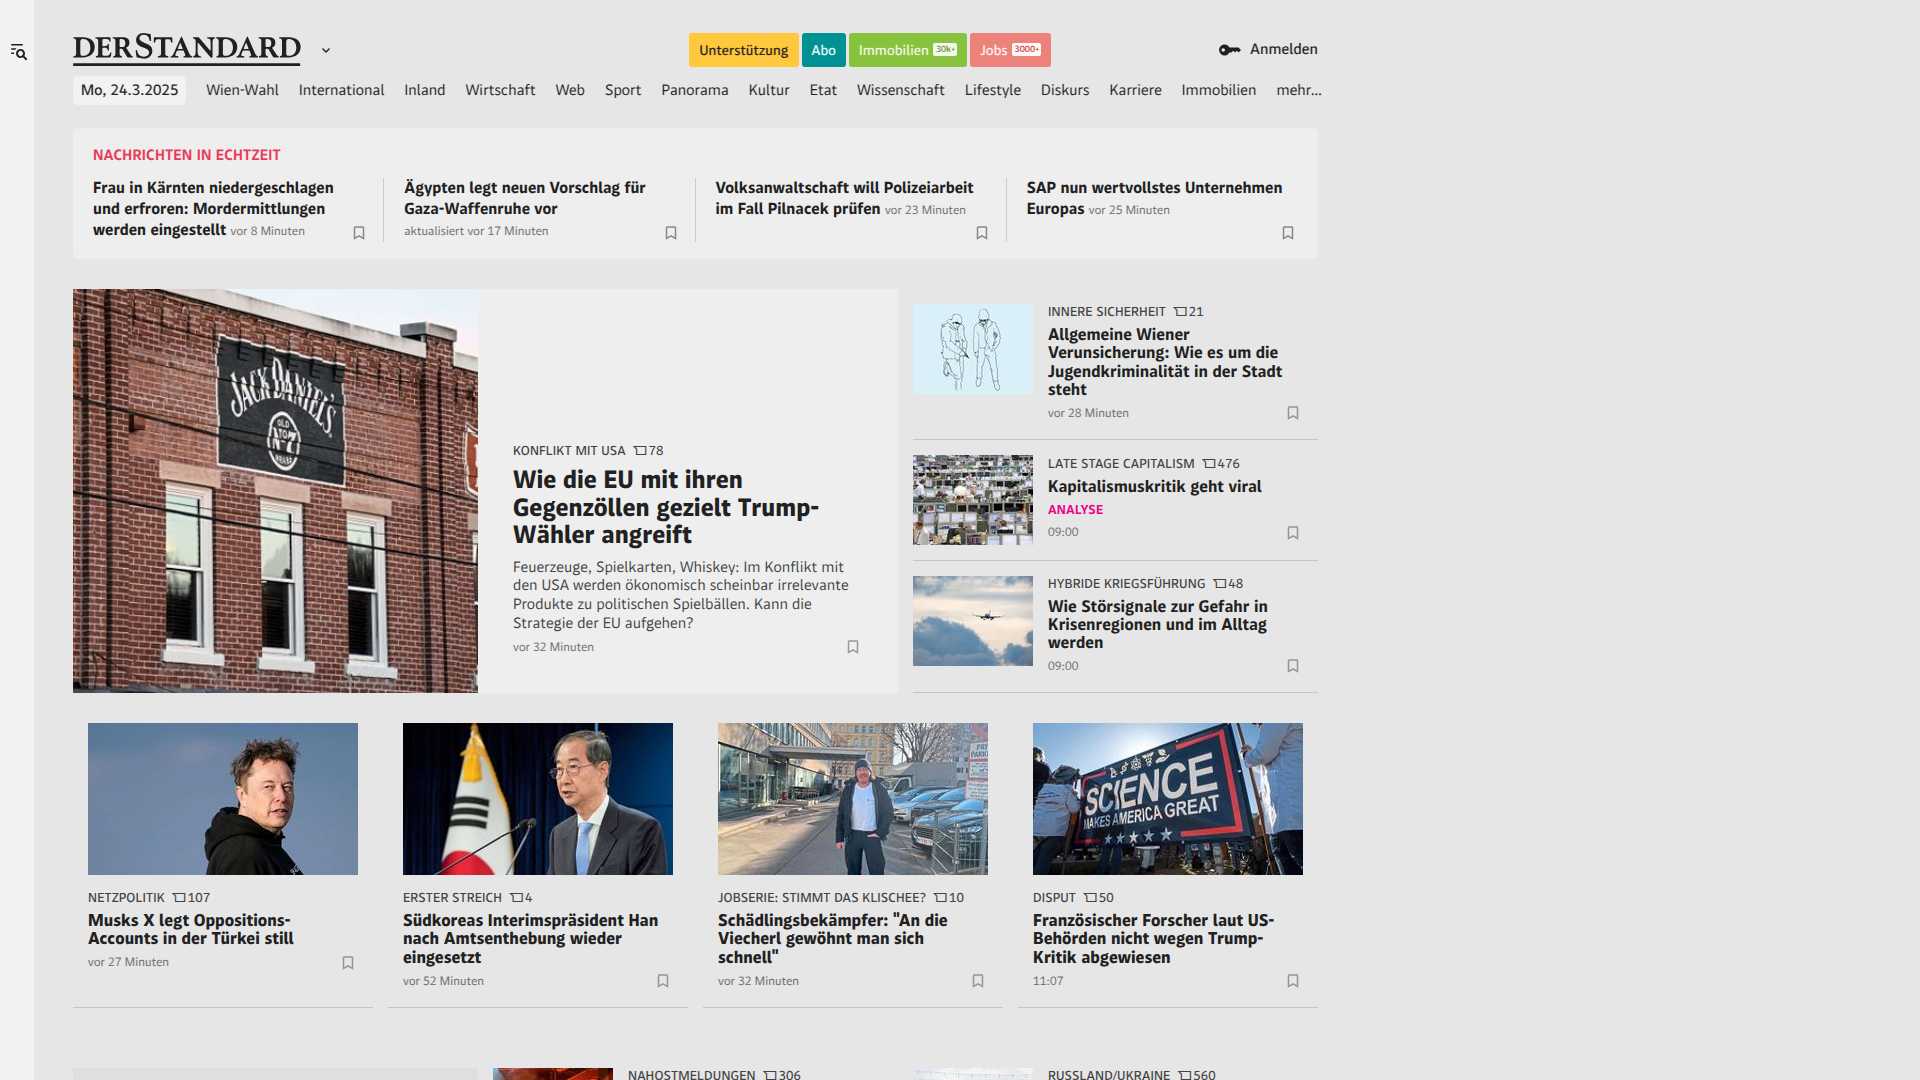 DERSTANDARD
Unterstützung
Abo
Immobilien 30k+
Jobs 3000+
Anmelden
Mo, 24.3.2025
Wien-Wahl
International
Inland
Wirtschaft
Web
Sport
Panorama
Kultur
Etat
Wissenschaft
Lifestyle
Diskurs
Karriere
Immobilien
mehr...
NACHRICHTEN IN ECHTZEIT
Frau in Kärnten niedergeschlagen
und erfroren: Mordermittlungen
werden eingestellt vor 8 Minuten
Ägypten legt neuen Vorschlag für
Gaza-Waffenruhe vor
aktualisiert vor 17 Minuten
Volksanwaltschaft will Polizeiarbeit
im Fall Pilnacek prüfen vor 23 Minuten
SAP nun wertvollstes Unternehmen
Europas vor 25 Minuten
JACK DANIEL'S
OLD
No 7
KONFLIKT MIT USA 78
Wie die EU mit ihren
Gegenzöllen gezielt Trump-
Wähler angreift
Feuerzeuge, Spielkarten, Whiskey: Im Konflikt mit
den USA werden ökonomisch scheinbar irrelevante
Produkte zu politischen Spielbällen. Kann die
Strategie der EU aufgehen?
vor 32 Minuten
INNERE SICHERHEIT 21
Allgemeine Wiener
Verunsicherung: Wie es um die
Jugendkriminalität in der Stadt
steht
vor 28 Minuten
LATE STAGE CAPITALISM 476
Kapitalismuskritik geht viral
ANALYSE
09:00
HYBRIDE KRIEGSFÜHRUNG 48
Wie Störsignale zur Gefahr in
Krisenregionen und im Alltag
werden
09:00
NETZPOLITIK 107
Musks X legt Oppositions-
Accounts in der Türkei still
vor 27 Minuten
ERSTER STREICH 4
Südkoreas Interimspräsident Han
nach Amtsenthebung wieder
eingesetzt
vor 52 Minuten
JOBSERIE: STIMMT DAS KLISCHEE? 10
Schädlingsbekämpfer: "An die
Viecherl gewöhnt man sich
schnell"
vor 32 Minuten
SCIENCE
MAKES AMERICA GREAT
DISPUT 50
Französischer Forscher laut US-
Behörden nicht wegen Trump-
Kritik abgewiesen
11:07
NAHOSTMELDUNGEN 306
RUSSLAND/UKRAINE 560